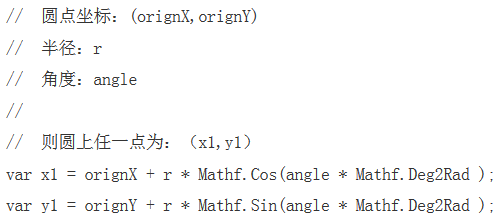 //  圆点坐标：(orignX,orignY)
//  半径：r
//  角度：angle
//
//  则圆上任一点为：（x1,y1）
var x1 = orignX + r * Mathf.Cos(angle * Mathf.Deg2Rad );
var y1 = orignY + r * Mathf.Sin(angle * Mathf.Deg2Rad );